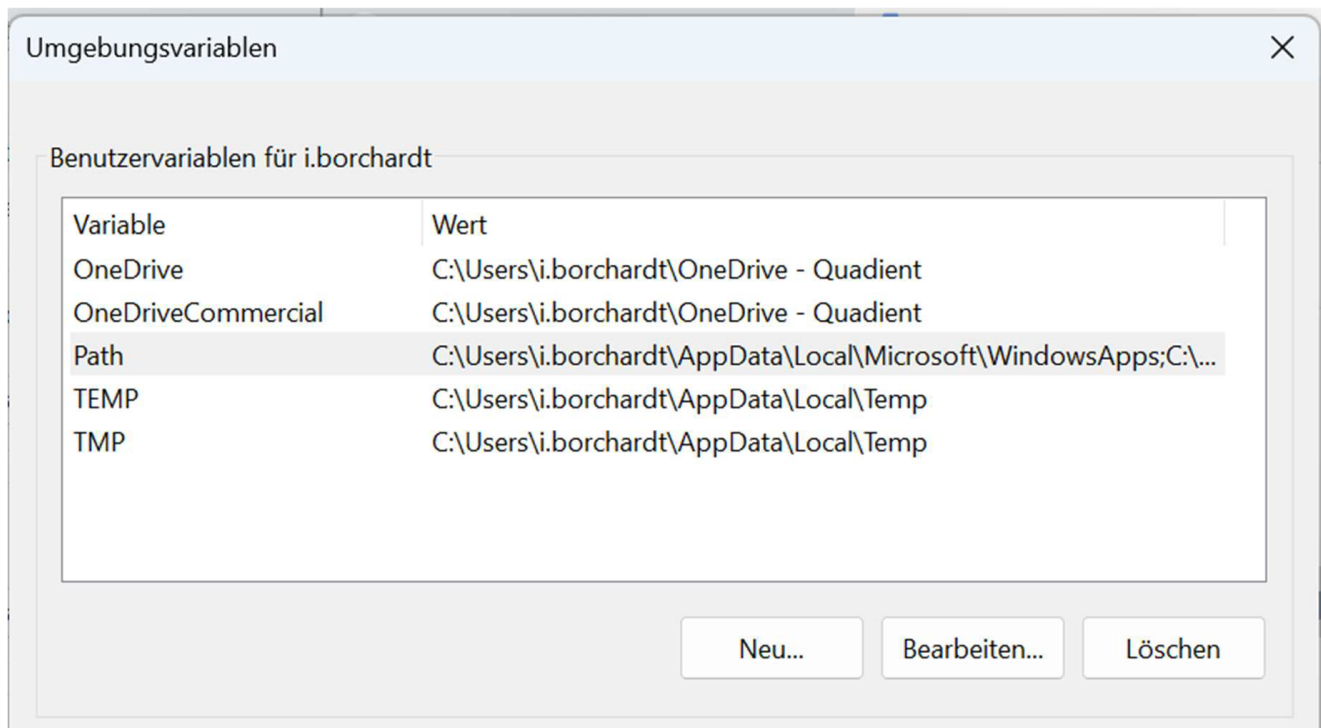 Umgebungsvariablen
Benutzervariablen für i.borchardt
Variable Wert
OneDrive C:\Users\i.borchardt\OneDrive - Quadient
OneDriveCommercial C:\Users\i.borchardt\OneDrive - Quadient
Path C:\Users\i.borchardt\AppData\Local\Microsoft\WindowsApps;C:\...
TEMP C:\Users\i.borchardt\AppData\Local\Temp
TMP C:\Users\i.borchardt\AppData\Local\Temp
Neu... Bearbeiten... Löschen